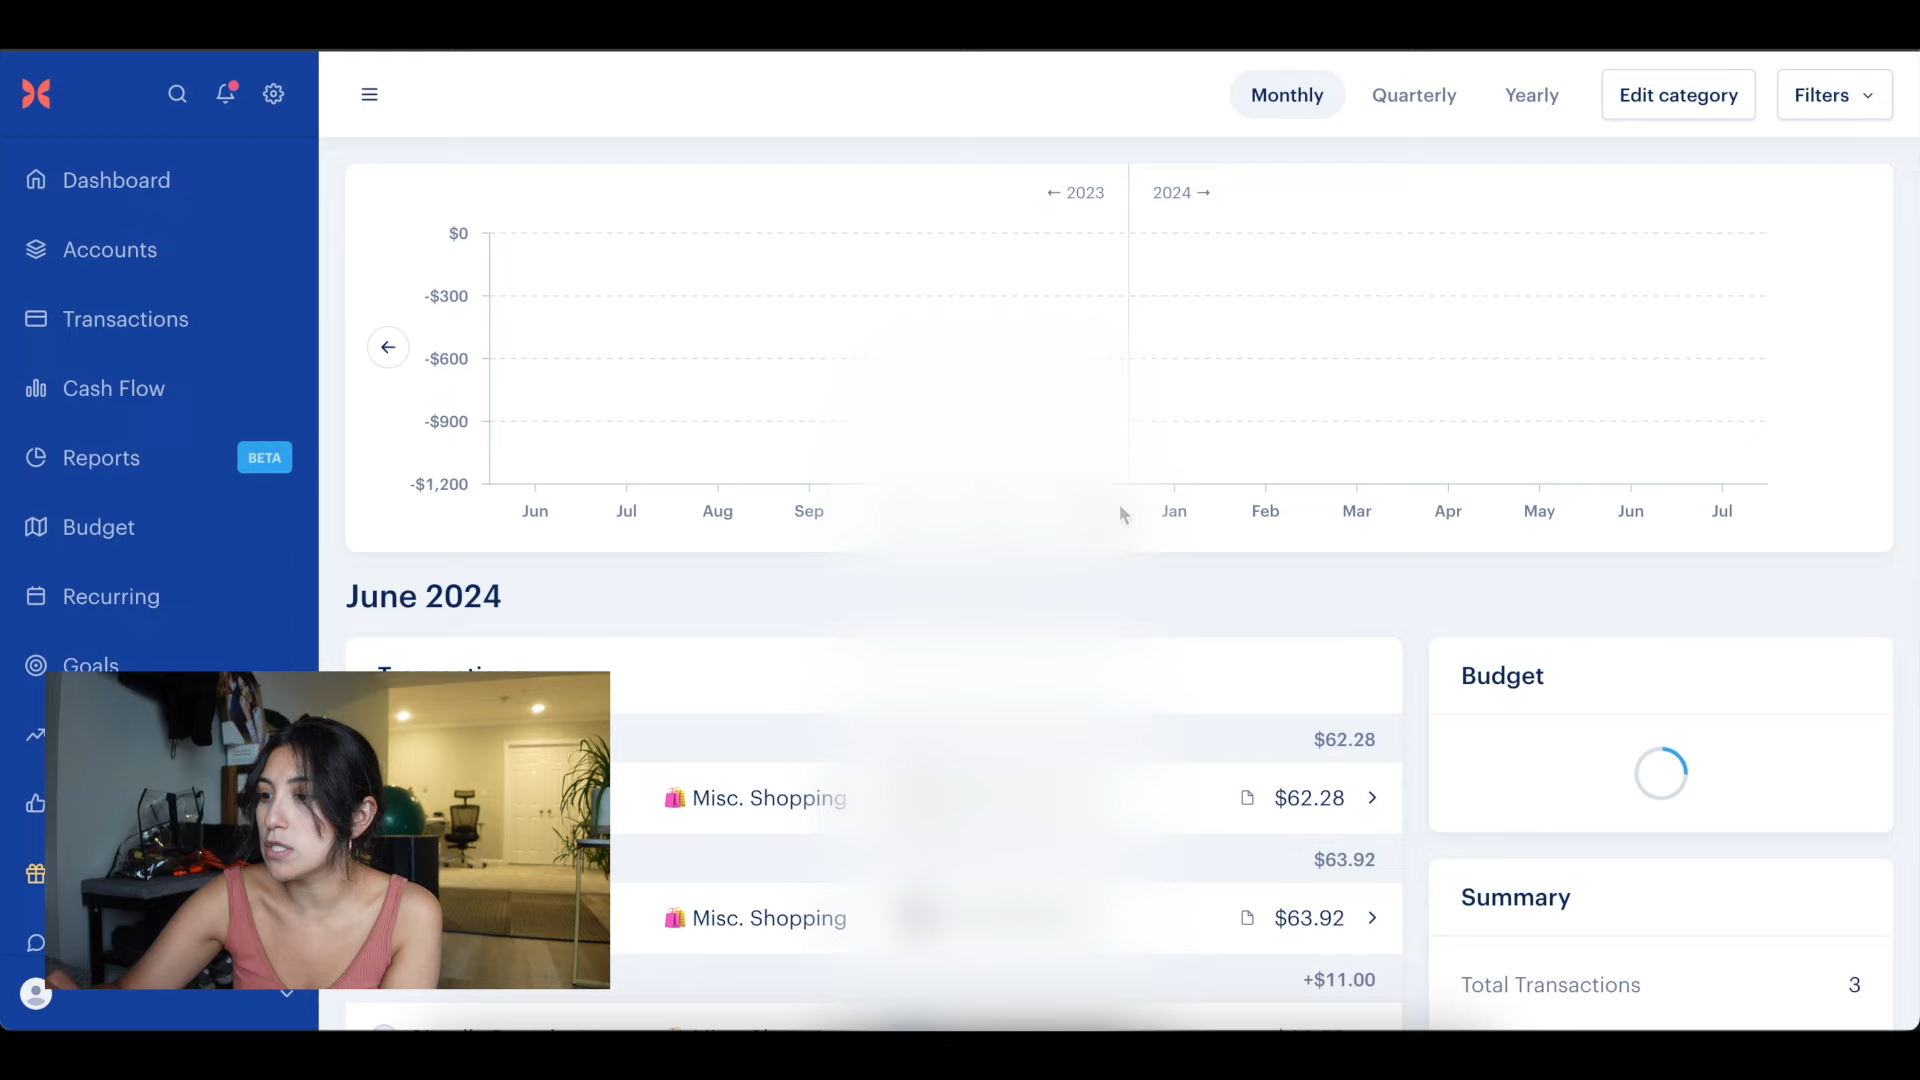 Monthly Quarterly Yearly Edit category Filters
Dashboard
Accounts
Transactions
Cash Flow
Reports BETA
Budget
Recurring
Goals
← 2023 2024 →
$0
-$300
-$600
-$900
-$1,200
Jun Jul Aug Sep Jan Feb Mar Apr May Jun Jul
June 2024
$62.28
Misc. Shopping $62.28
$63.92
Misc. Shopping $63.92
+$11.00
Budget
Summary
Total Transactions 3